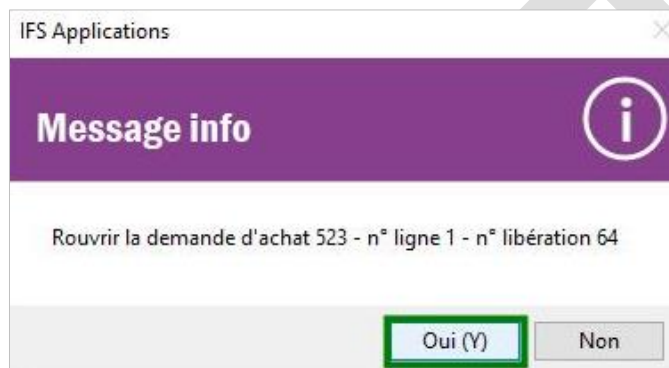 IFS Applications
Message info
Rouvrir la demande d'achat 523 - n° ligne 1 - n° libération 64
Oui (Y) Non